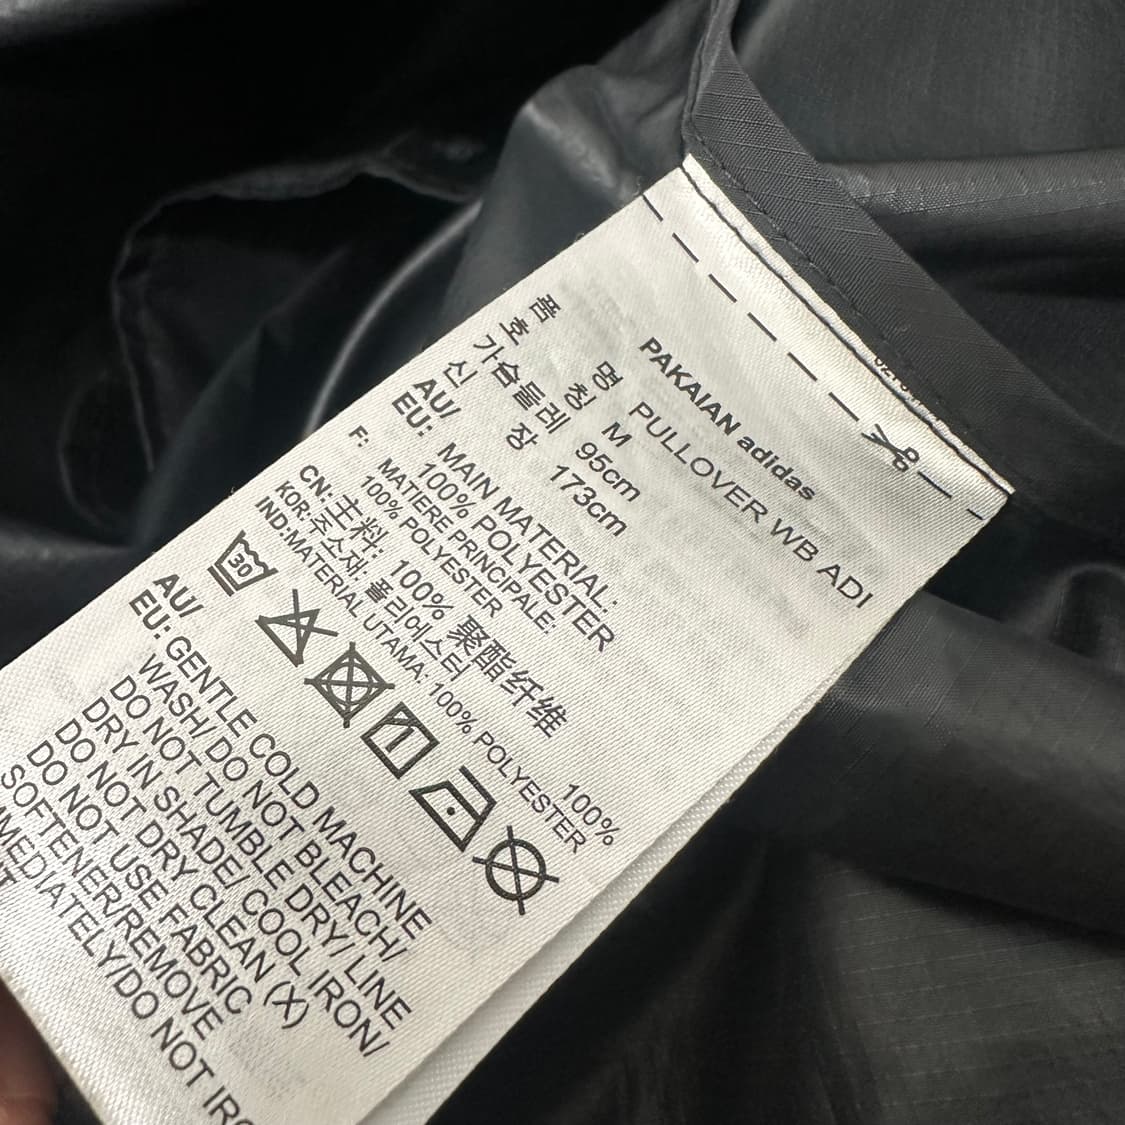 PAKAIAN adidas
품 명 PULLOVER WB ADI
호 칭 M
가슴둘레 95cm
신 장 173cm
AU/
EU: MAIN MATERIAL:
100% POLYESTER
F: MATIERE PRINCIPALE:
100% POLYESTER
CN: 主料: 100% 聚酯纤维
KOR: 주소재: 폴리에스터 100%
IND:MATERIAL UTAMA: 100% POLYESTER
30
AU/
EU: GENTLE COLD MACHINE
WASH/ DO NOT BLEACH/
DO NOT TUMBLE DRY/ LINE
DRY IN SHADE/ COOL IRON/
DO NOT DRY CLEAN (X)
DO NOT USE FABRIC
SOFTENER/REMOVE
MMEDIATELY/DO NOT IRO